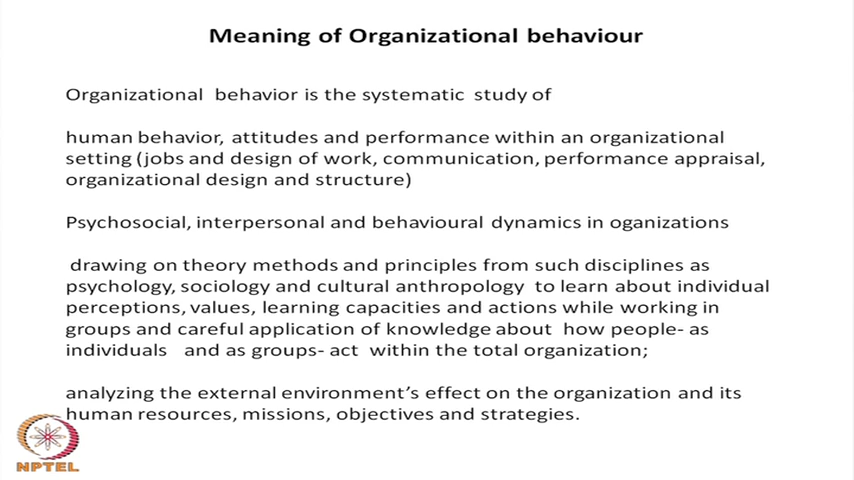 Meaning of Organizational behaviour
Organizational behavior is the systematic study of
human behavior, attitudes and performance within an organizational
setting (jobs and design of work, communication, performance appraisal,
organizational design and structure)
Psychosocial, interpersonal and behavioural dynamics in oganizations
drawing on theory methods and principles from such disciplines as
psychology, sociology and cultural anthropology to learn about individual
perceptions, values, learning capacities and actions while working in
groups and careful application of knowledge about how people- as
individuals and as groups- act within the total organization;
analyzing the external environment's effect on the organization and its
human resources, missions, objectives and strategies.
NPTEL